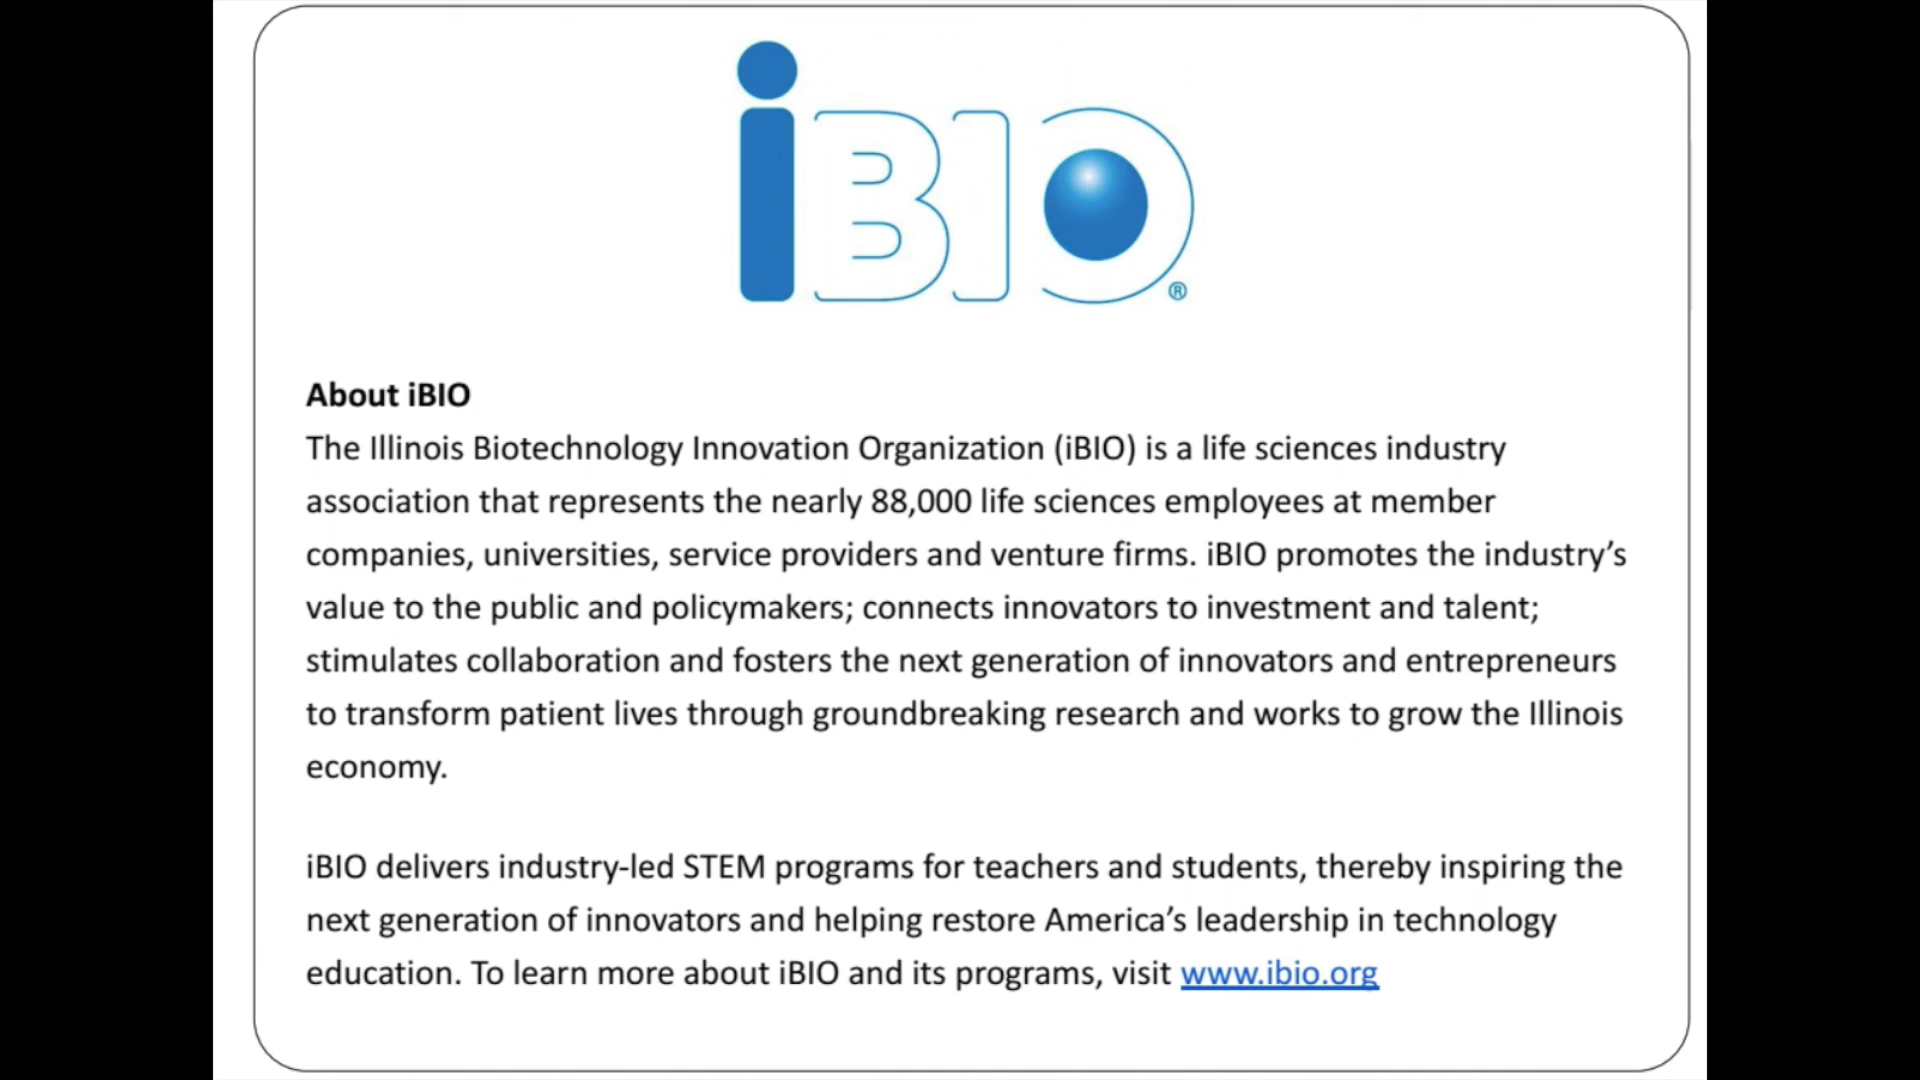 iBIO®
About iBIO
The Illinois Biotechnology Innovation Organization (iBIO) is a life sciences industry
association that represents the nearly 88,000 life sciences employees at member
companies, universities, service providers and venture firms. iBIO promotes the industry’s
value to the public and policymakers; connects innovators to investment and talent;
stimulates collaboration and fosters the next generation of innovators and entrepreneurs
to transform patient lives through groundbreaking research and works to grow the Illinois
economy.
iBIO delivers industry-led STEM programs for teachers and students, thereby inspiring the
next generation of innovators and helping restore America’s leadership in technology
education. To learn more about iBIO and its programs, visit www.ibio.org